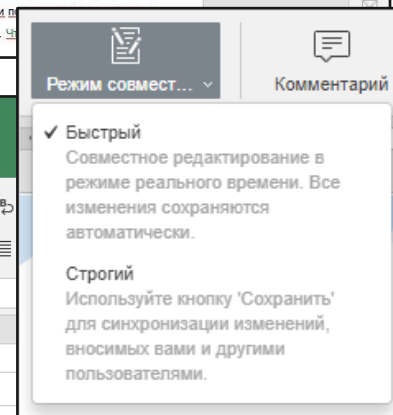 Режим совмест...
Комментарий
Быстрый
Совместное редактирование в
режиме реального времени. Все
изменения сохраняются
автоматически.
Строгий
Используйте кнопку 'Сохранить'
для синхронизации изменений,
вносимых вами и другими
пользователями.